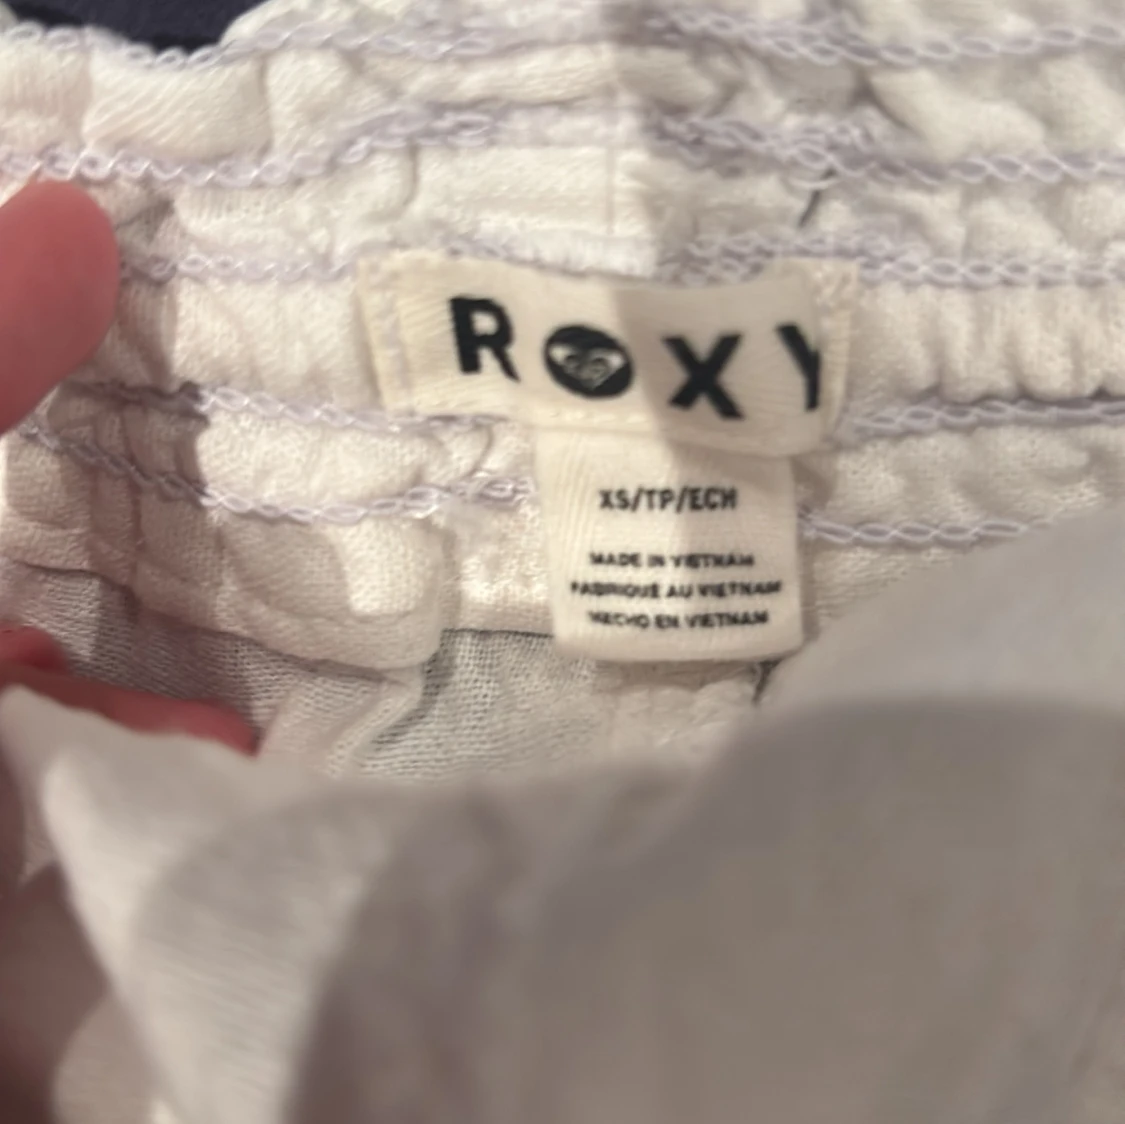 ROXY
XS/TP/ECH
MADE IN VIETNAM
FABRIQUÉ AU VIETNAM
HECHO EN VIETNAM